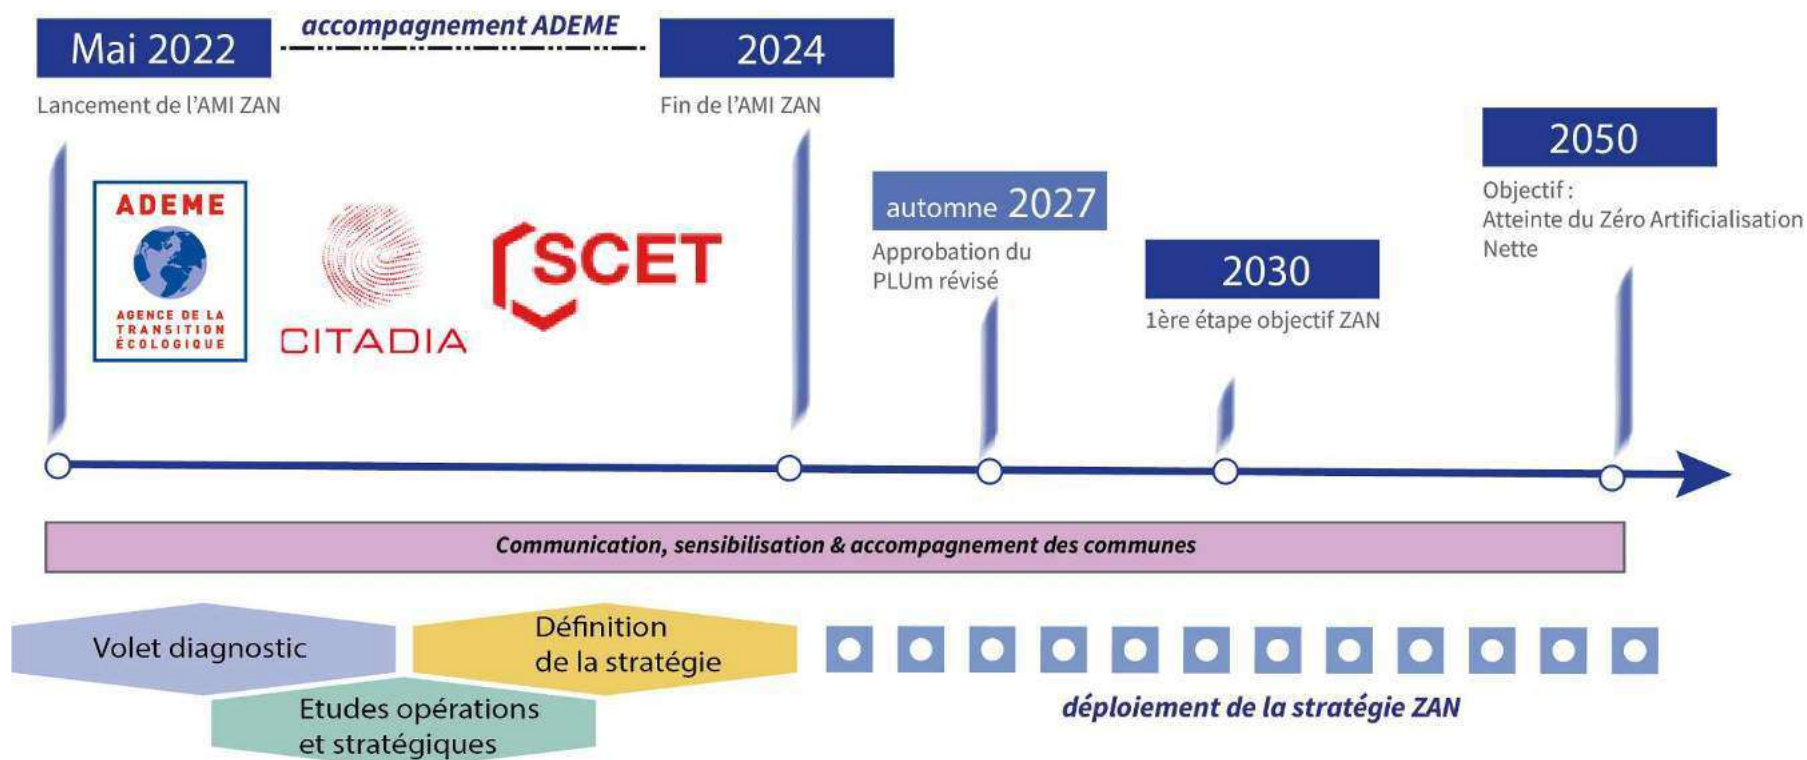 Mai 2022
accompagnement ADEME
2024
Lancement de l'AMI ZAN
Fin de l'AMI ZAN
2050
Objectif :
Atteinte du Zéro Artificialisation
Nette
automne 2027
Approbation du
PLUm révisé
2030
1ère étape objectif ZAN
ADEME
AGENCE DE LA
TRANSITION
ÉCOLOGIQUE
CITADIA
SCET
Communication, sensibilisation & accompagnement des communes
Volet diagnostic
Définition
de la stratégie
Etudes opérations
et stratégiques
déploiement de la stratégie ZAN